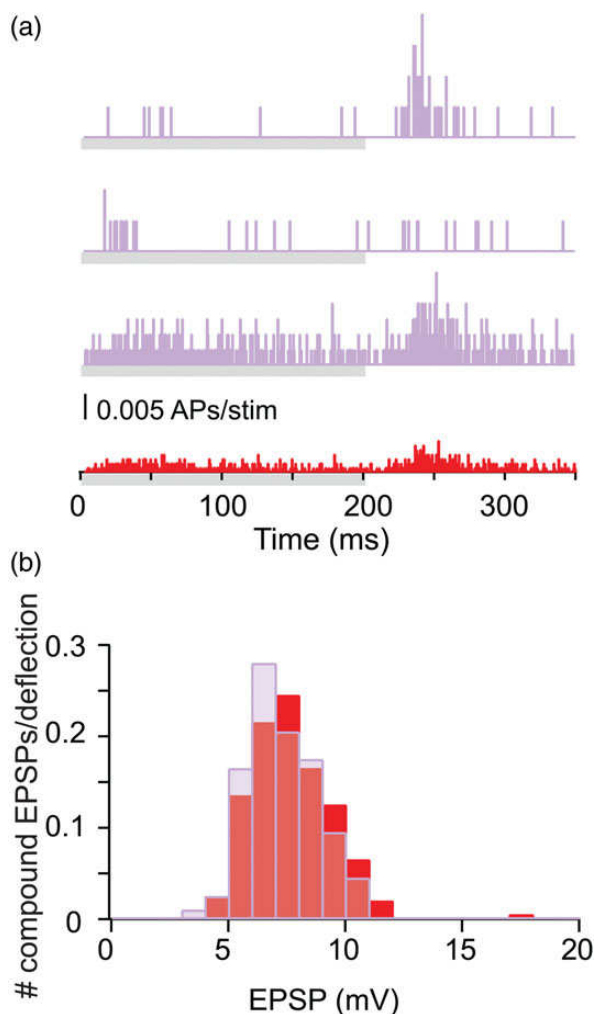 (a)
0.005 APs/stim
0 100 200 300
Time (ms)
(b)
# compound EPSPs/deflection
0.3
0.2
0.1
0
0 5 10 15 20
EPSP (mV)